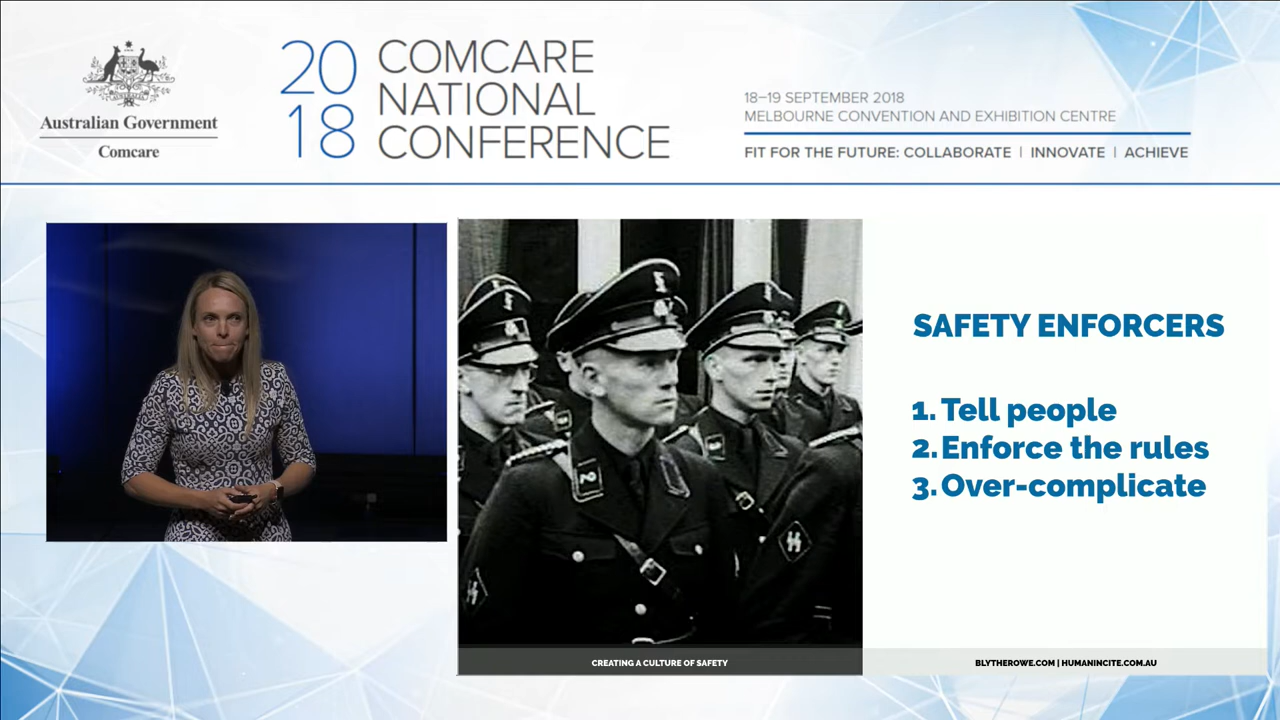 Australian Government
Comcare
20
18
COMCARE
NATIONAL
CONFERENCE
18–19 SEPTEMBER 2018
MELBOURNE CONVENTION AND EXHIBITION CENTRE
FIT FOR THE FUTURE: COLLABORATE | INNOVATE | ACHIEVE
SAFETY ENFORCERS
1. Tell people
2. Enforce the rules
3. Over-complicate
CREATING A CULTURE OF SAFETY
BLYTHEROWE.COM | HUMANINCITE.COM.AU